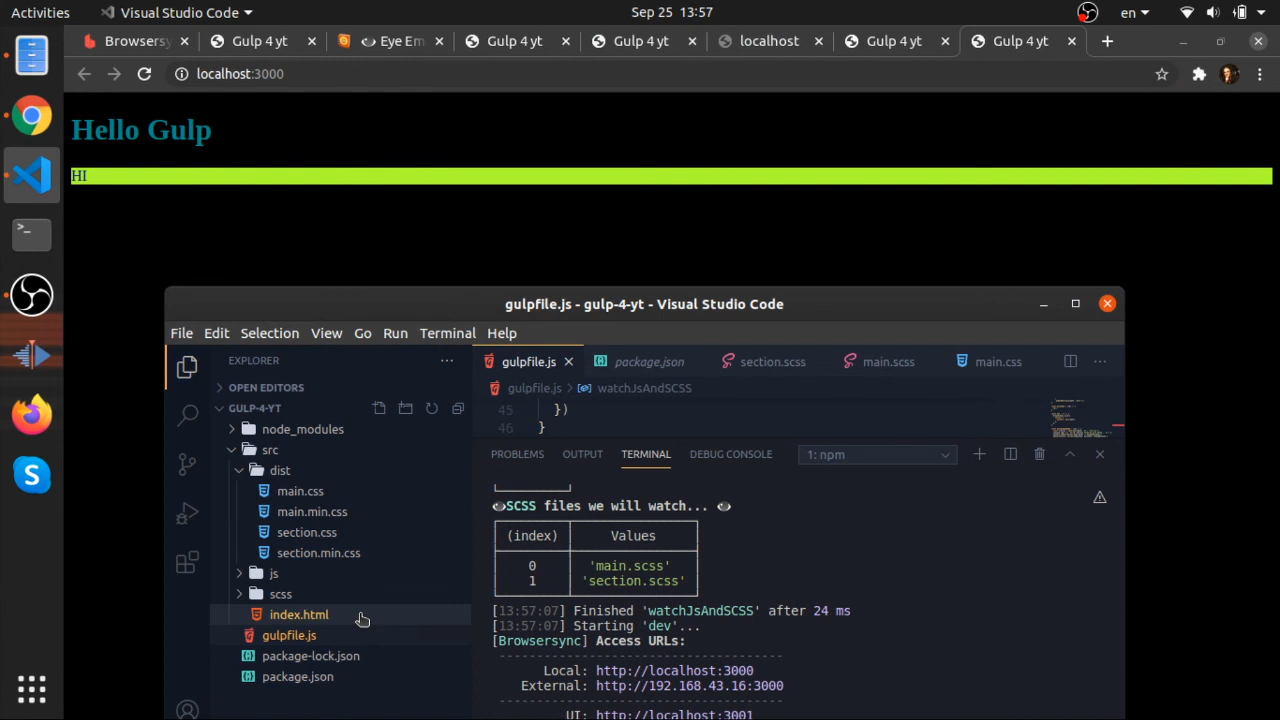 Activities
Visual Studio Code
Sep 25 13:57
en
Browsersy
Gulp 4 yt
Eye Em
Gulp 4 yt
Gulp 4 yt
localhost
Gulp 4 yt
Gulp 4 yt
localhost:3000
Hello Gulp
HI
gulpfile.js - gulp-4-yt - Visual Studio Code
File Edit Selection View Go Run Terminal Help
EXPLORER
OPEN EDITORS
GULP-4-YT
node_modules
src
dist
main.css
main.min.css
section.css
section.min.css
js
scss
index.html
gulpfile.js
package-lock.json
package.json
gulpfile.js
package.json
section.scss
main.scss
main.css
gulpfile.js > watchJsAndSCSS
45 })
46 }
PROBLEMS OUTPUT TERMINAL DEBUG CONSOLE
1: npm
SCSS files we will watch...
(index) Values
0 'main.scss'
1 'section.scss'
[13:57:07] Finished 'watchJsAndSCSS' after 24 ms
[13:57:07] Starting 'dev'...
[Browsersync] Access URLs:
Local: http://localhost:3000
External: http://192.168.43.16:3000
UI: http://localhost:3001